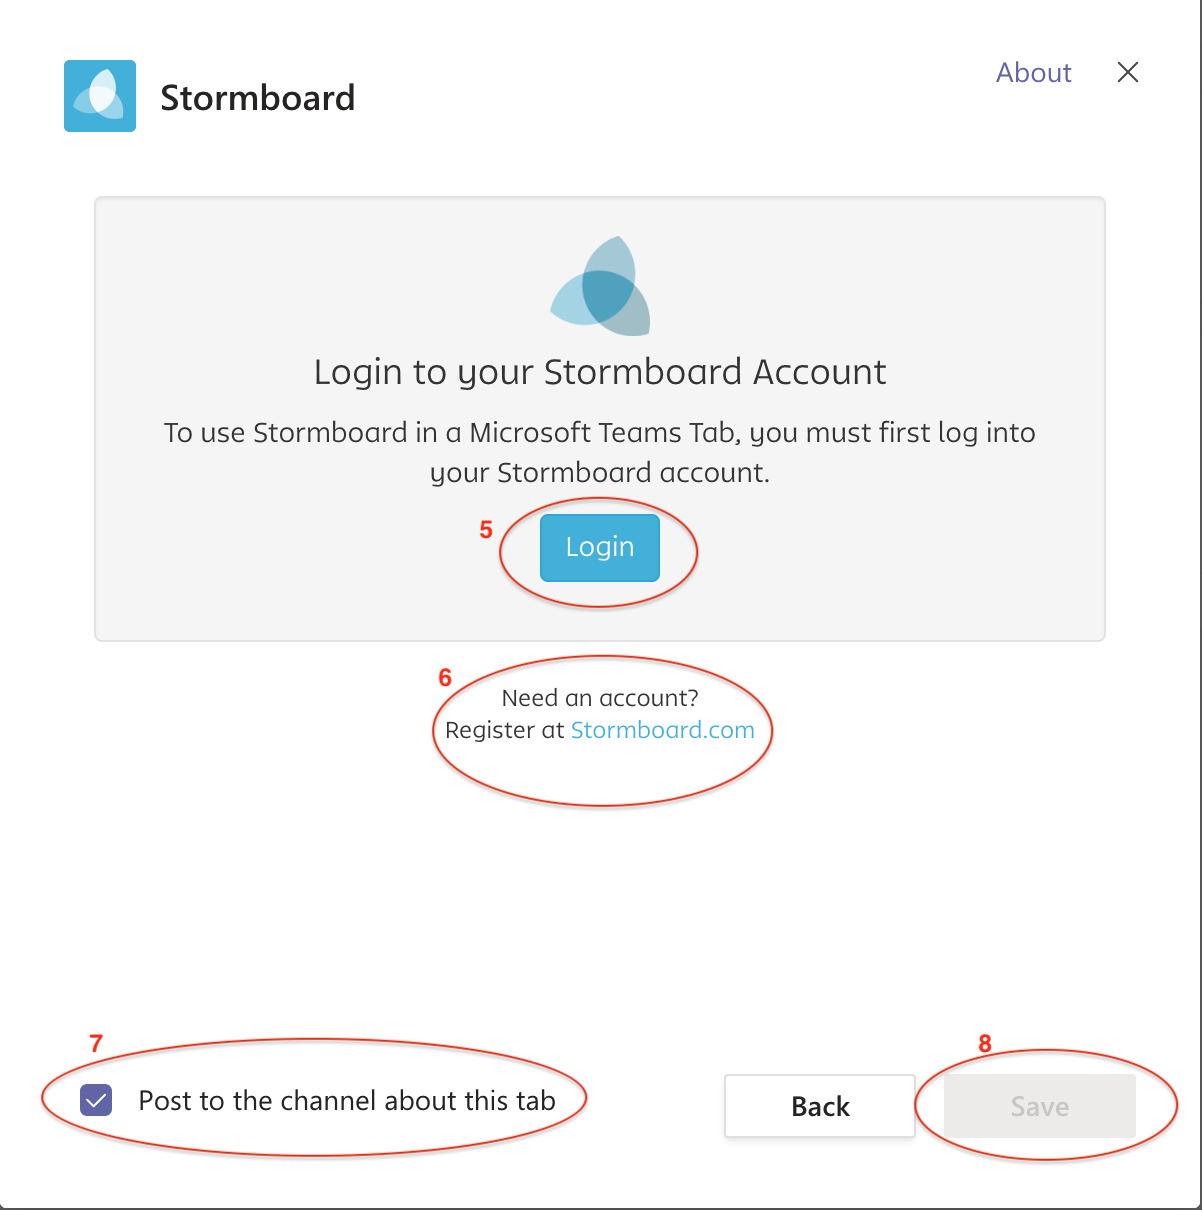 Stormboard
About
Login to your Stormboard Account
To use Stormboard in a Microsoft Teams Tab, you must first log into
your Stormboard account.
5
Login
6
Need an account?
Register at Stormboard.com
7
Post to the channel about this tab
Back
8
Save